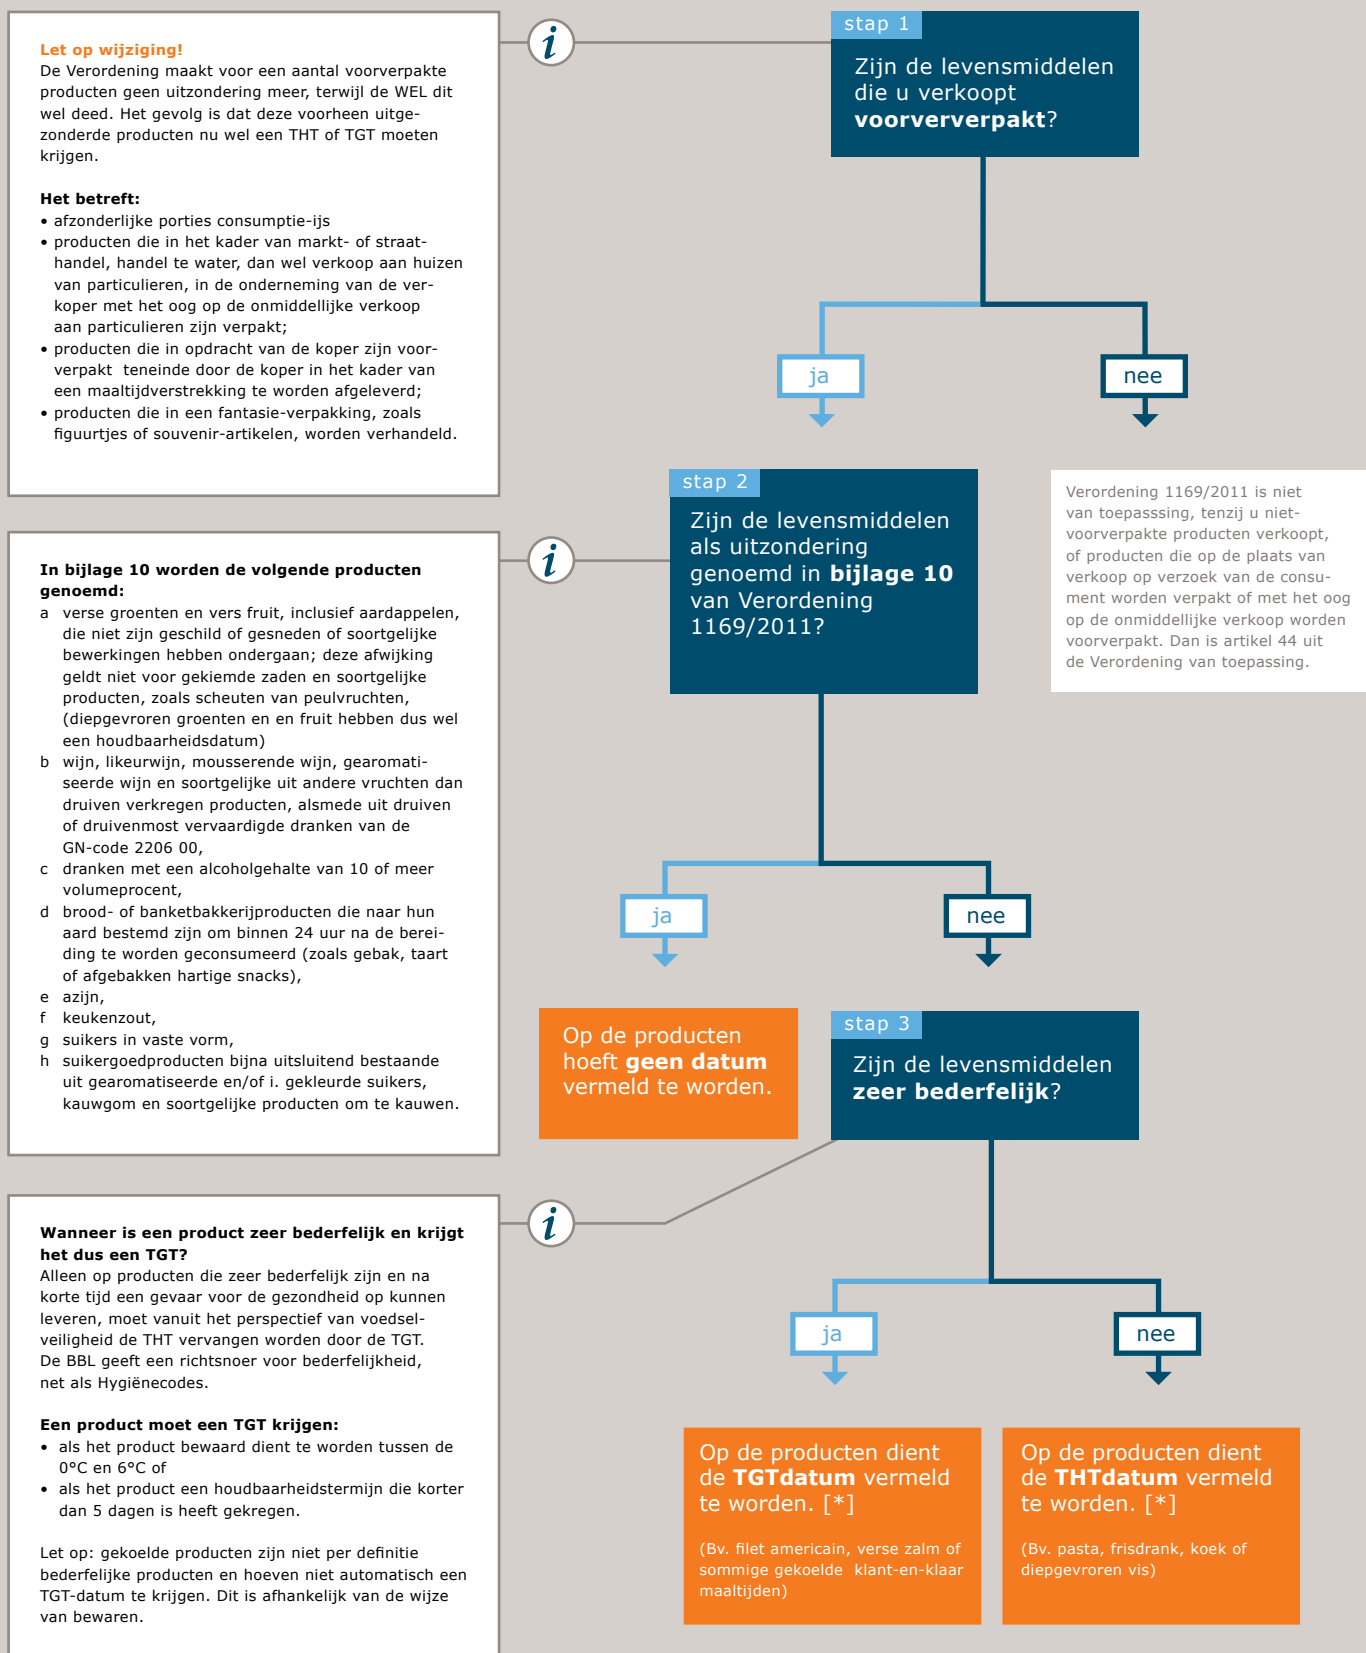 Let op wijziging!
De Verordening maakt voor een aantal voorverpakte
producten geen uitzondering meer, terwijl de WEL dit
wel deed. Het gevolg is dat deze voorheen uitge-
zonderde producten nu wel een THT of TGT moeten
krijgen.
Het betreft:
• afzonderlijke porties consumptie-ijs
• producten die in het kader van markt- of straat-
handel, handel te water, dan wel verkoop aan huizen
van particulieren, in de onderneming van de ver-
koper met het oog op de onmiddellijke verkoop
aan particulieren zijn verpakt;
• producten die in opdracht van de koper zijn voor-
verpakt teneinde door de koper in het kader van
een maaltijdverstrekking te worden afgeleverd;
• producten die in een fantasie-verpakking, zoals
figuurtjes of souvenir-artikelen, worden verhandeld.
i
stap 1
Zijn de levensmiddelen
die u verkoopt
voorververpakt?
ja
nee
Verordening 1169/2011 is niet
van toepasssing, tenzij u niet-
voorverpakte producten verkoopt,
of producten die op de plaats van
verkoop op verzoek van de consu-
ment worden verpakt of met het oog
op de onmiddellijke verkoop worden
voorverpakt. Dan is artikel 44 uit
de Verordening van toepassing.
In bijlage 10 worden de volgende producten
genoemd:
a verse groenten en vers fruit, inclusief aardappelen,
die niet zijn geschild of gesneden of soortgelijke
bewerkingen hebben ondergaan; deze afwijking
geldt niet voor gekiemde zaden en soortgelijke
producten, zoals scheuten van peulvruchten,
(diepgevroren groenten en en fruit hebben dus wel
een houdbaarheidsdatum)
b wijn, likeurwijn, mousserende wijn, gearomati-
seerde wijn en soortgelijke uit andere vruchten dan
druiven verkregen producten, alsmede uit druiven
of druivenmost vervaardigde dranken van de
GN-code 2206 00,
c dranken met een alcoholgehalte van 10 of meer
volumeprocent,
d brood- of banketbakkerijproducten die naar hun
aard bestemd zijn om binnen 24 uur na de berei-
ding te worden geconsumeerd (zoals gebak, taart
of afgebakken hartige snacks),
e azijn,
f keukenzout,
g suikers in vaste vorm,
h suikergoedproducten bijna uitsluitend bestaande
uit gearomatiseerde en/of i. gekleurde suikers,
kauwgom en soortgelijke producten om te kauwen.
i
stap 2
Zijn de levensmiddelen
als uitzondering
genoemd in bijlage 10
van Verordening
1169/2011?
ja
nee
Op de producten
hoeft geen datum
vermeld te worden.
stap 3
Zijn de levensmiddelen
zeer bederfelijk?
Wanneer is een product zeer bederfelijk en krijgt
het dus een TGT?
Alleen op producten die zeer bederfelijk zijn en na
korte tijd een gevaar voor de gezondheid op kunnen
leveren, moet vanuit het perspectief van voedsel-
veiligheid de THT vervangen worden door de TGT.
De BBL geeft een richtsnoer voor bederfelijkheid,
net als Hygiënecodes.
Een product moet een TGT krijgen:
• als het product bewaard dient te worden tussen de
0°C en 6°C of
• als het product een houdbaarheidstermijn die korter
dan 5 dagen is heeft gekregen.
Let op: gekoelde producten zijn niet per definitie
bederfelijke producten en hoeven niet automatisch een
TGT-datum te krijgen. Dit is afhankelijk van de wijze
van bewaren.
i
ja
nee
Op de producten dient
de TGTdatum vermeld
te worden. [*]
(Bv. filet americain, verse zalm of
sommige gekoelde klant-en-klaar
maaltijden)
Op de producten dient
de THTdatum vermeld
te worden. [*]
(Bv. pasta, frisdrank, koek of
diepgevroren vis)